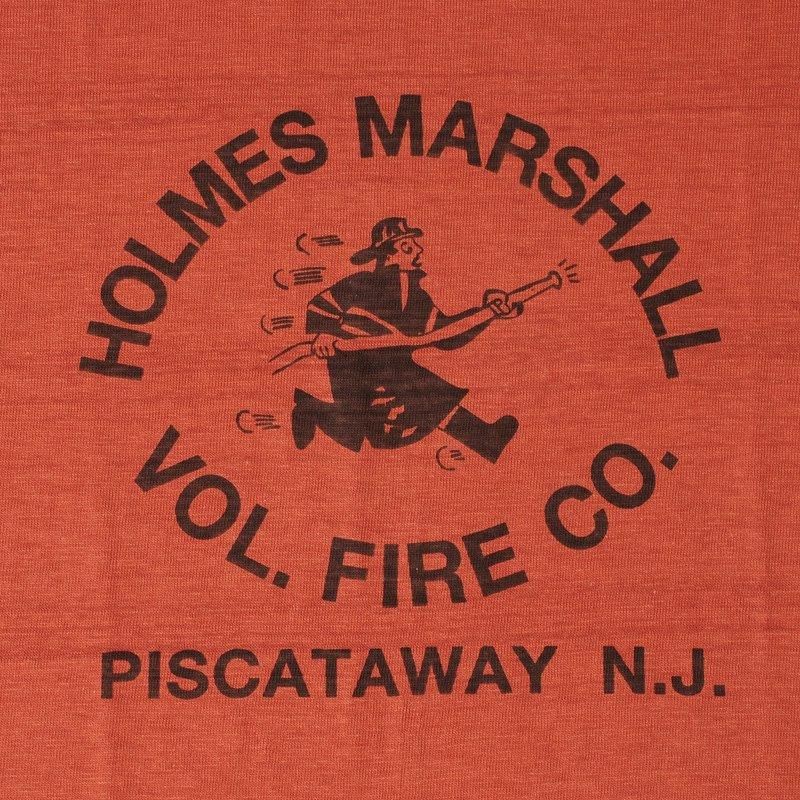 HOLMES MARSHALL
VOL. FIRE CO.
PISCATAWAY N.J.